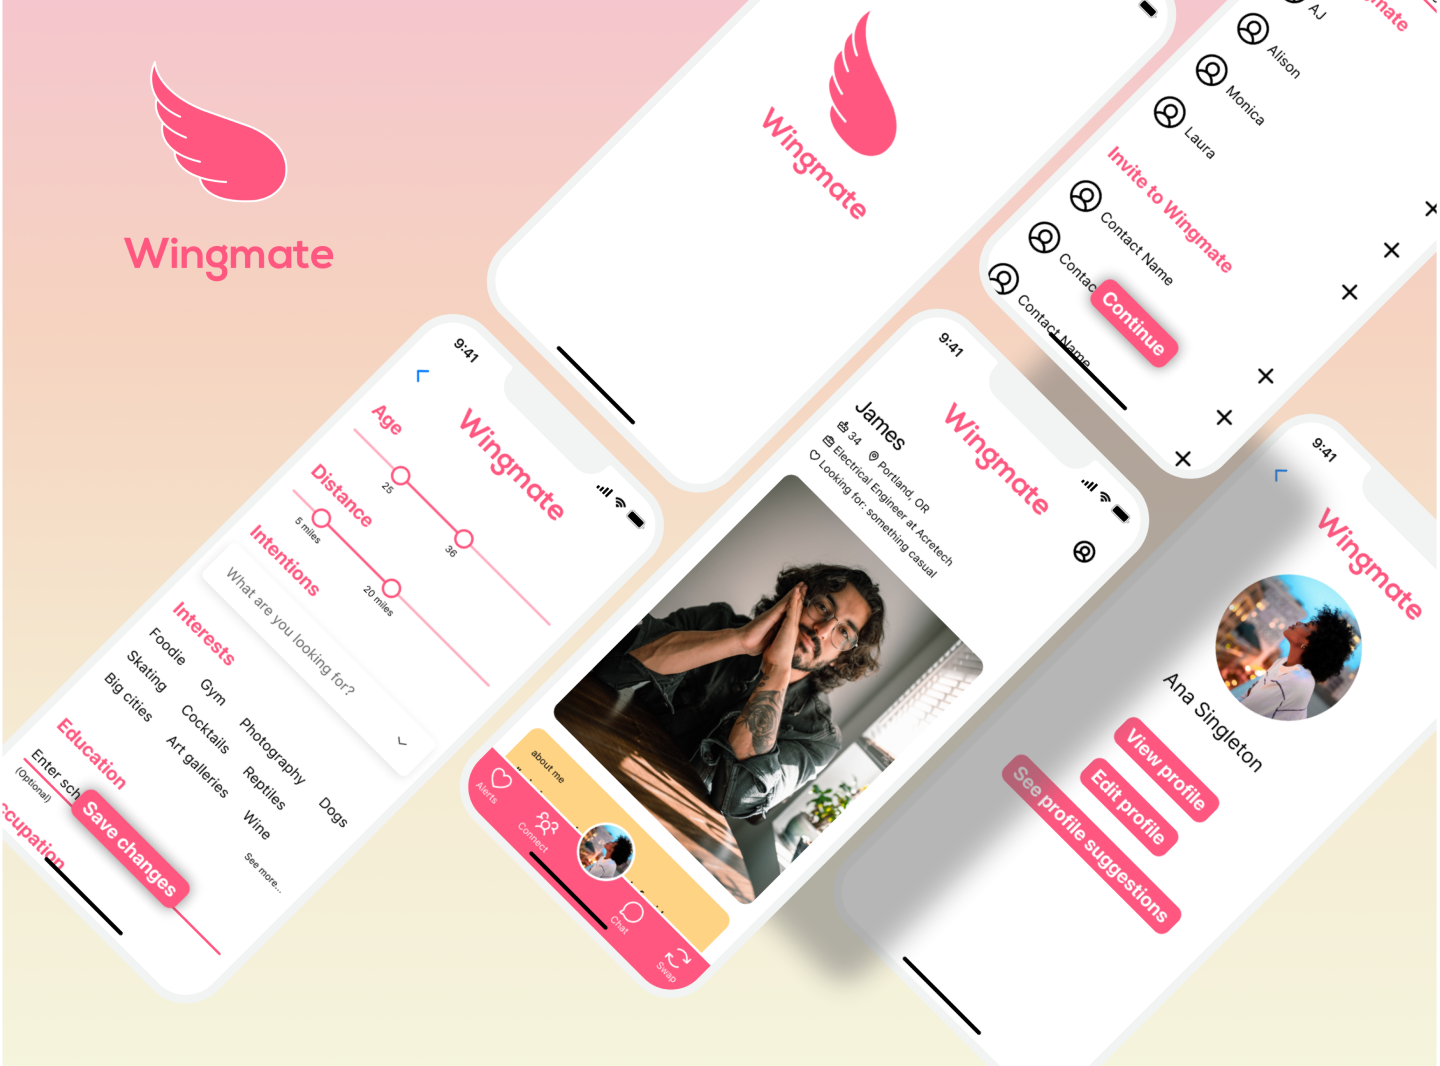 Wingmate
Wingmate
AJ
Alison
Monica
Laura
Invite to Wingmate
Contact Name
Contact Name
Continue
9:41
Wingmate
Age
25
36
Distance
5 miles
20 miles
Intentions
What are you looking for?
Interests
Foodie Gym Photography Dogs
Skating Cocktails Reptiles
Big cities Art galleries Wine
See more...
Education
Enter sch
(Optional)
ccupation
Save changes
9:41
Wingmate
James
34 Portland, OR
Electrical Engineer at Acretech
Looking for: something casual
about me
Alerts
Connect
Chat
Swap
9:41
Wingmate
Ana Singleton
View profile
Edit profile
See profile suggestions